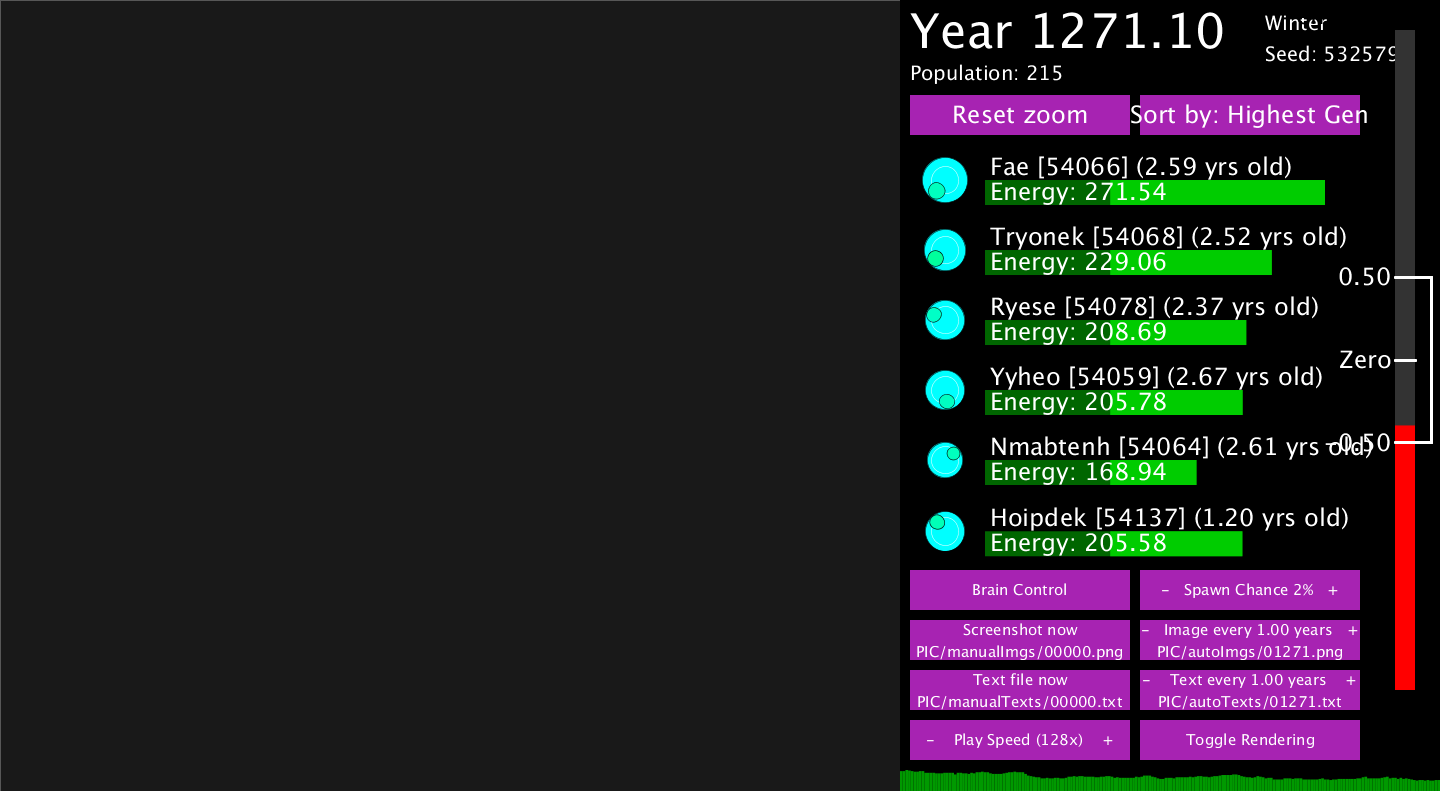 Year 1271.10
Winter
Seed: 532579
Population: 215
Reset zoom
Sort by: Highest Gen
Fae [54066] (2.59 yrs old)
Energy: 271.54
Tryonek [54068] (2.52 yrs old)
Energy: 229.06
0.50
Ryese [54078] (2.37 yrs old)
Energy: 208.69
Zero
Yyheo [54059] (2.67 yrs old)
Energy: 205.78
-0.50
Nmabtenh [54064] (2.61 yrs old)
Energy: 168.94
Hoipdek [54137] (1.20 yrs old)
Energy: 205.58
Brain Control
- Spawn Chance 2% +
Screenshot now
PIC/manualImgs/00000.png
- Image every 1.00 years +
PIC/autoImgs/01271.png
Text file now
PIC/manualTexts/00000.txt
- Text every 1.00 years +
PIC/autoTexts/01271.txt
- Play Speed (128x) +
Toggle Rendering